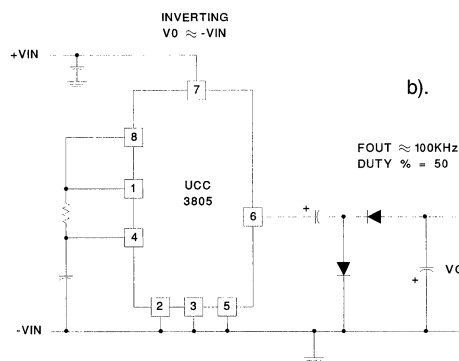 INVERTING
V0 ≈ -VIN
+VIN
b).
7
8
FOUT ≈ 100KHz
DUTY % = 50
UCC
3805
1
6
+
4
+
2
3
5
-VIN